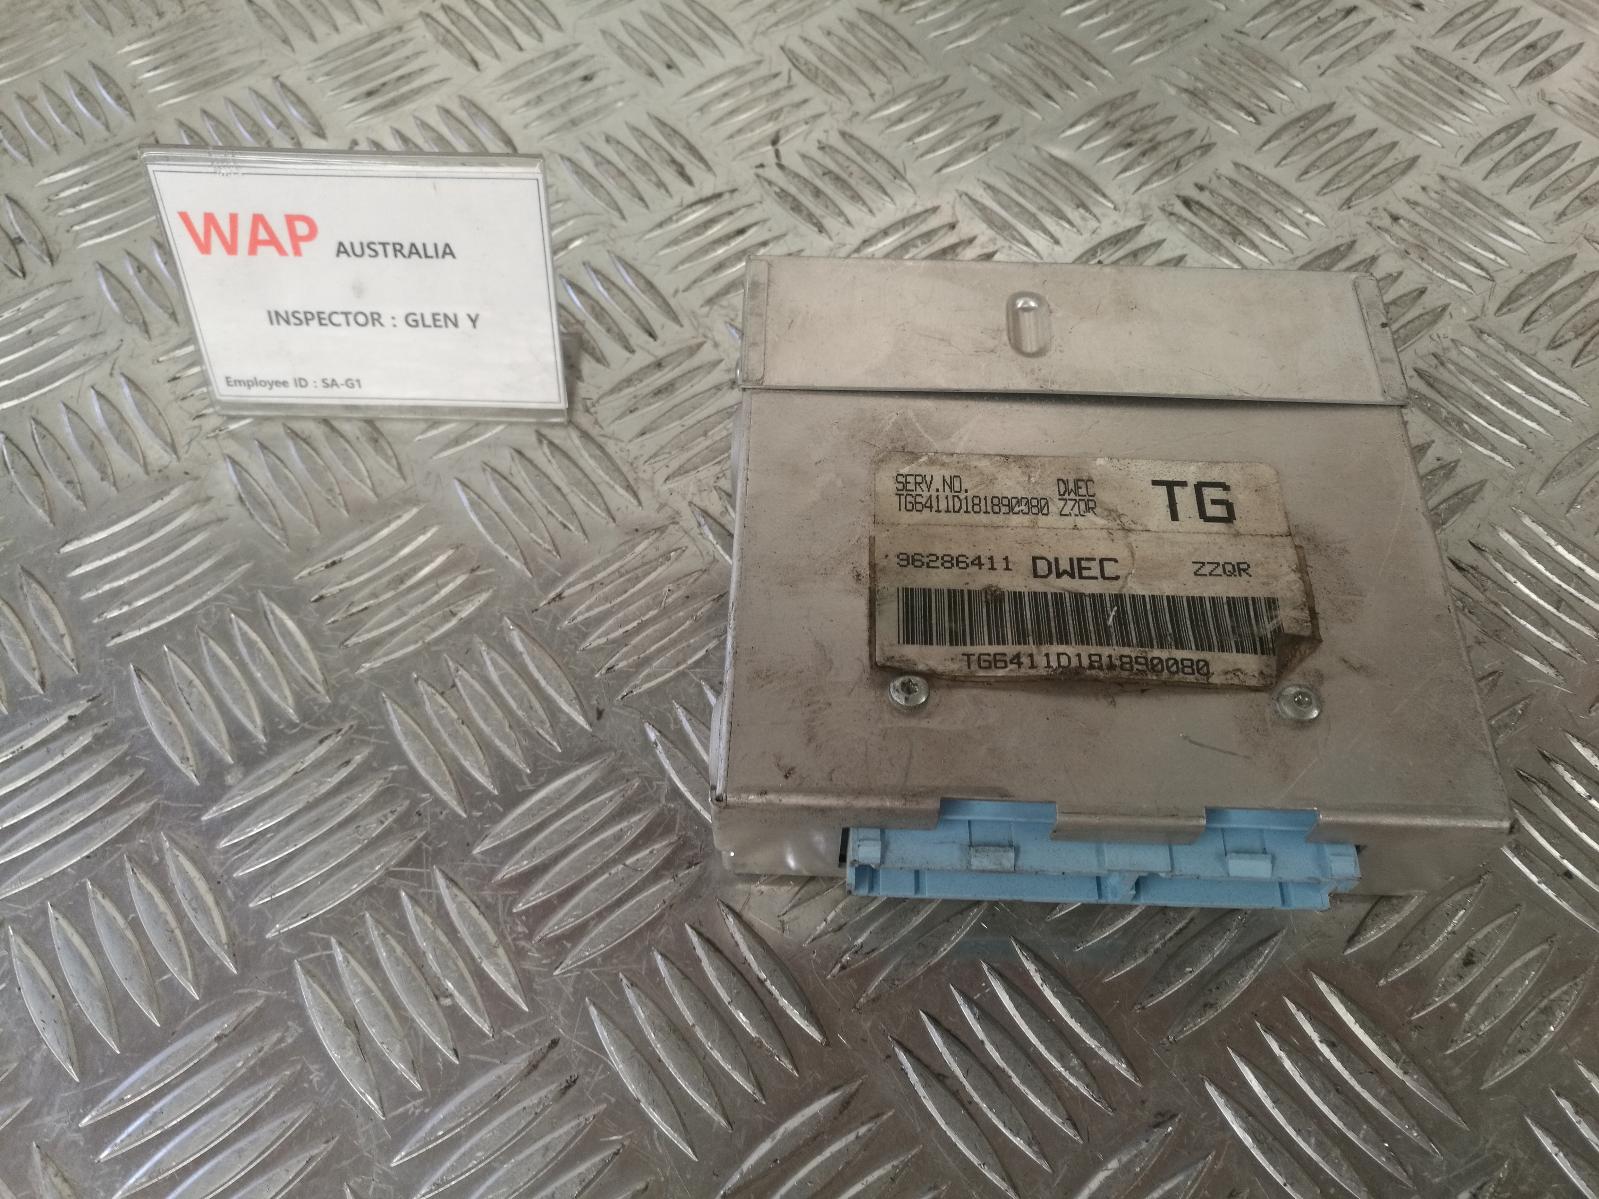 WAP AUSTRALIA
INSPECTOR : GLEN Y
Employee ID : SA-G1
SERV.NO. DWEC
TG6411D181890080 ZZQR
TG
96286411 DWEC ZZQR
TG6411D181890080